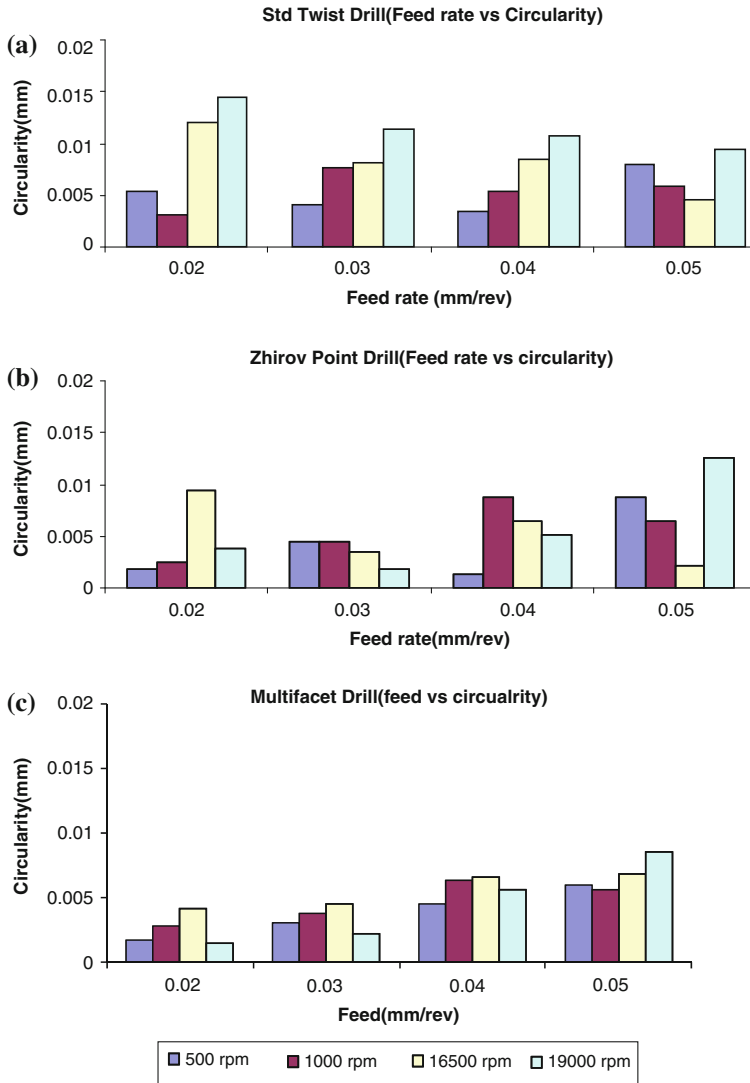 Std Twist Drill(Feed rate vs Circularity)
(a)
Circularity(mm)
0.02
0.015
0.01
0.005
0
0.02 0.03 0.04 0.05
Feed rate (mm/rev)
Zhirov Point Drill(Feed rate vs circularity)
(b)
Circularity(mm)
0.02
0.015
0.01
0.005
0
0.02 0.03 0.04 0.05
Feed rate(mm/rev)
Multifacet Drill(feed vs circualrity)
(c)
Circularity(mm)
0.02
0.015
0.01
0.005
0
0.02 0.03 0.04 0.05
Feed(mm/rev)
500 rpm 1000 rpm 16500 rpm 19000 rpm